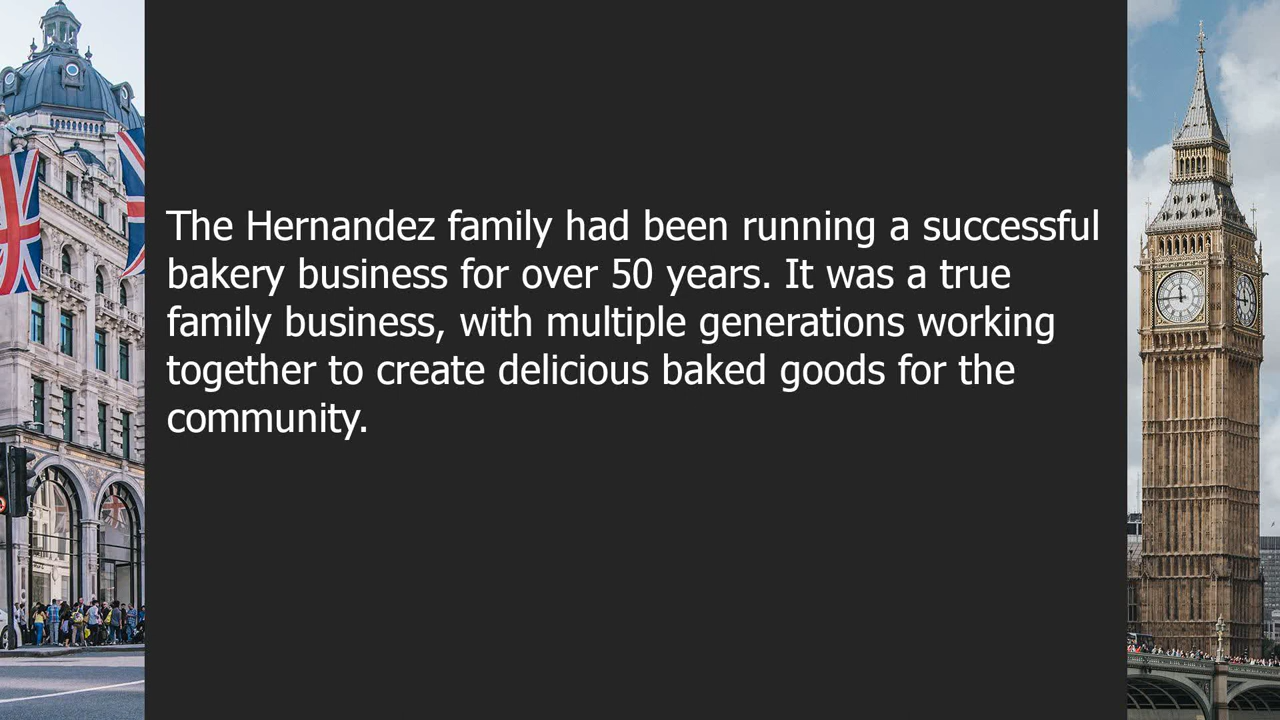 The Hernandez family had been running a successful
bakery business for over 50 years. It was a true
family business, with multiple generations working
together to create delicious baked goods for the
community.